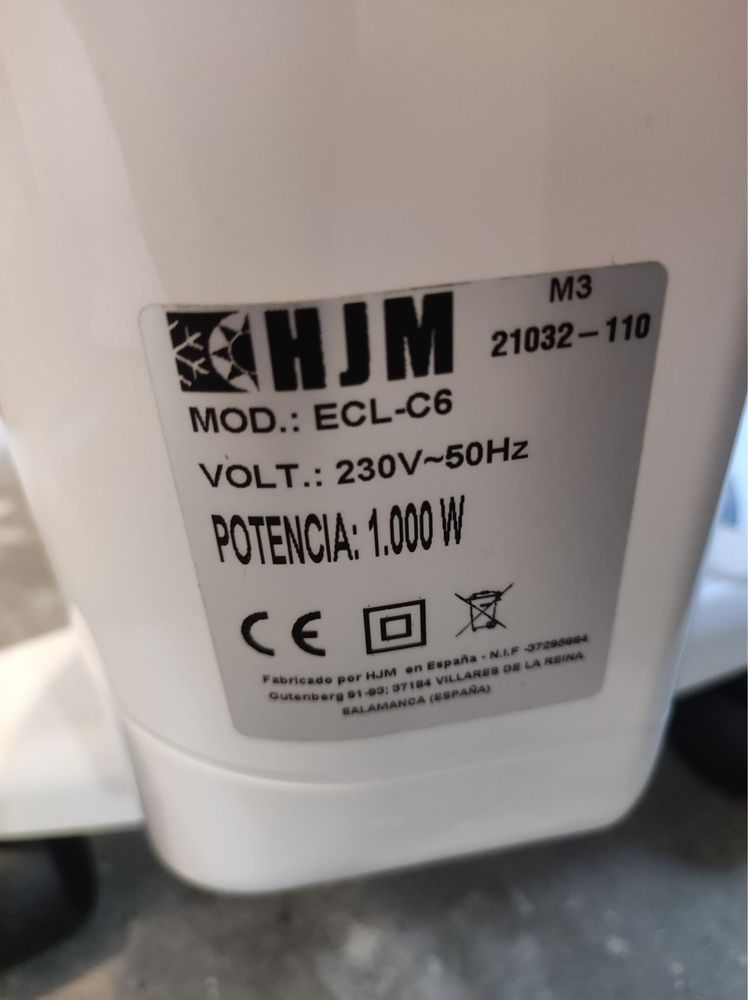 HJM
M3
21032-110
MOD.: ECL-C6
VOLT.: 230V~50Hz
POTENCIA: 1.000 W
CE
Fabricado por HJM en España - N.I.F -37295664
Gutenberg 91-93; 37184 VILLARES DE LA REINA
SALAMANCA (ESPAÑA)